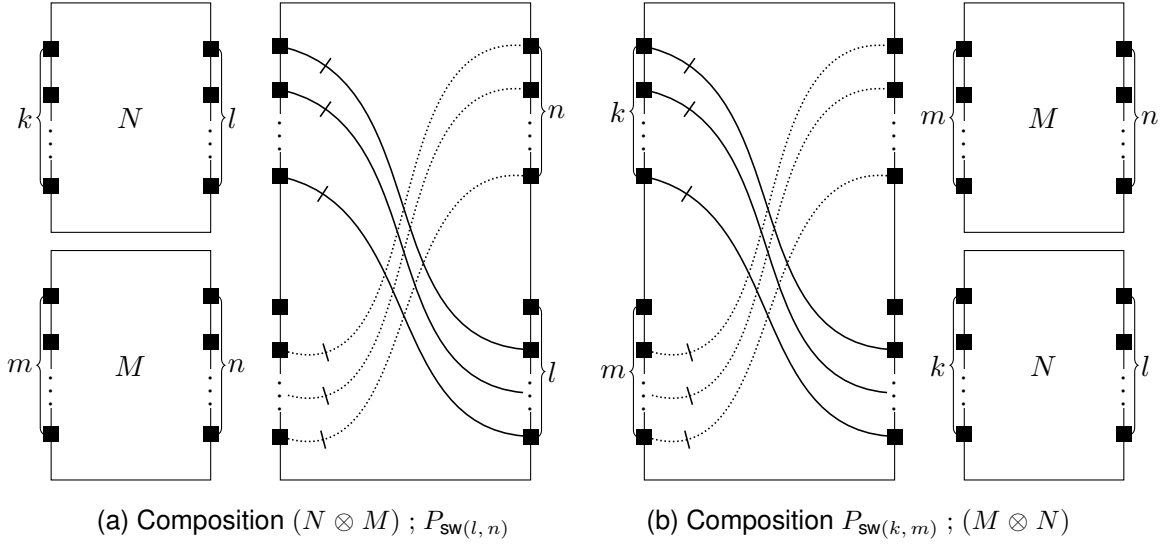 k N l n k m M n
m M n l m k N l
(a) Composition (N ⊗ M) ; P_sw(l, n)
(b) Composition P_sw(k, m) ; (M ⊗ N)